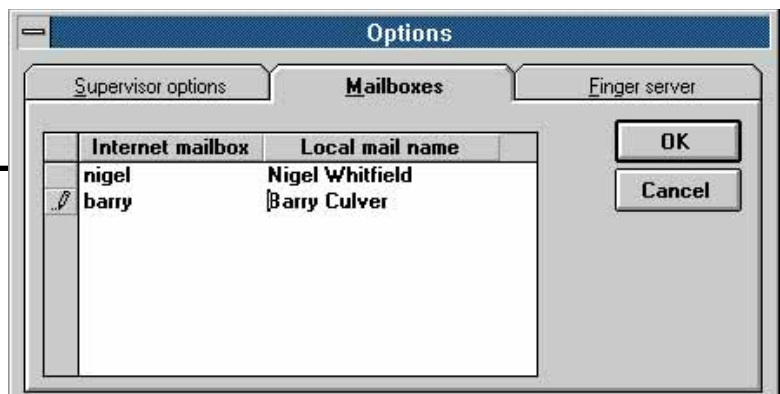 Options
Supervisor options Mailboxes Finger server
Internet mailbox Local mail name
nigel Nigel Whitfield
barry Barry Culver
OK
Cancel